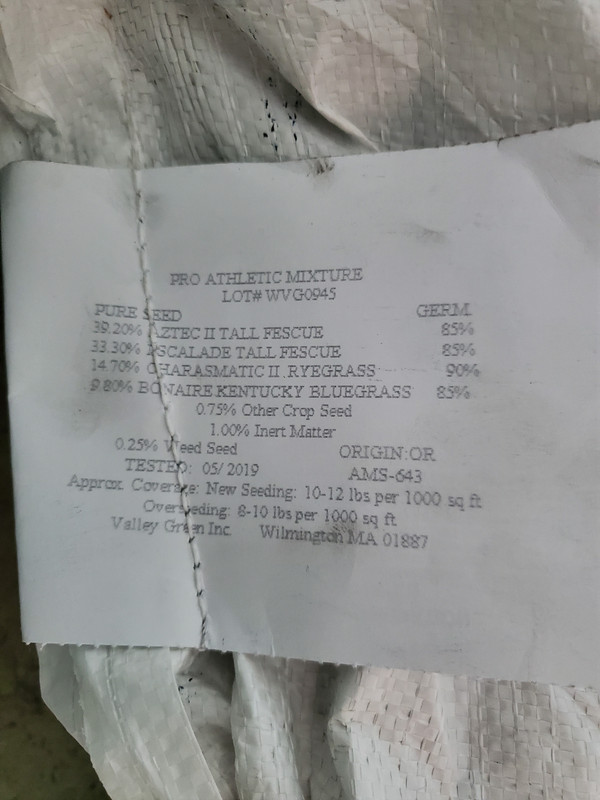 PRO ATHLETIC MIXTURE
LOT# WVG0945
PURE SEED GERM.
39.20% AZTEC II TALL FESCUE 85%
33.30% ESCALADE TALL FESCUE 85%
14.70% CHARASMATIC II RYEGRASS 90%
9.80% BONAIRE KENTUCKY BLUEGRASS 85%
0.75% Other Crop Seed
1.00% Inert Matter
0.25% Weed Seed ORIGIN:OR
TESTED: 05/2019 AMS-643
Approx. Coverage: New Seeding: 10-12 lbs per 1000 sq ft
Overseeding: 8-10 lbs per 1000 sq ft
Valley Green Inc. Wilmington MA 01887